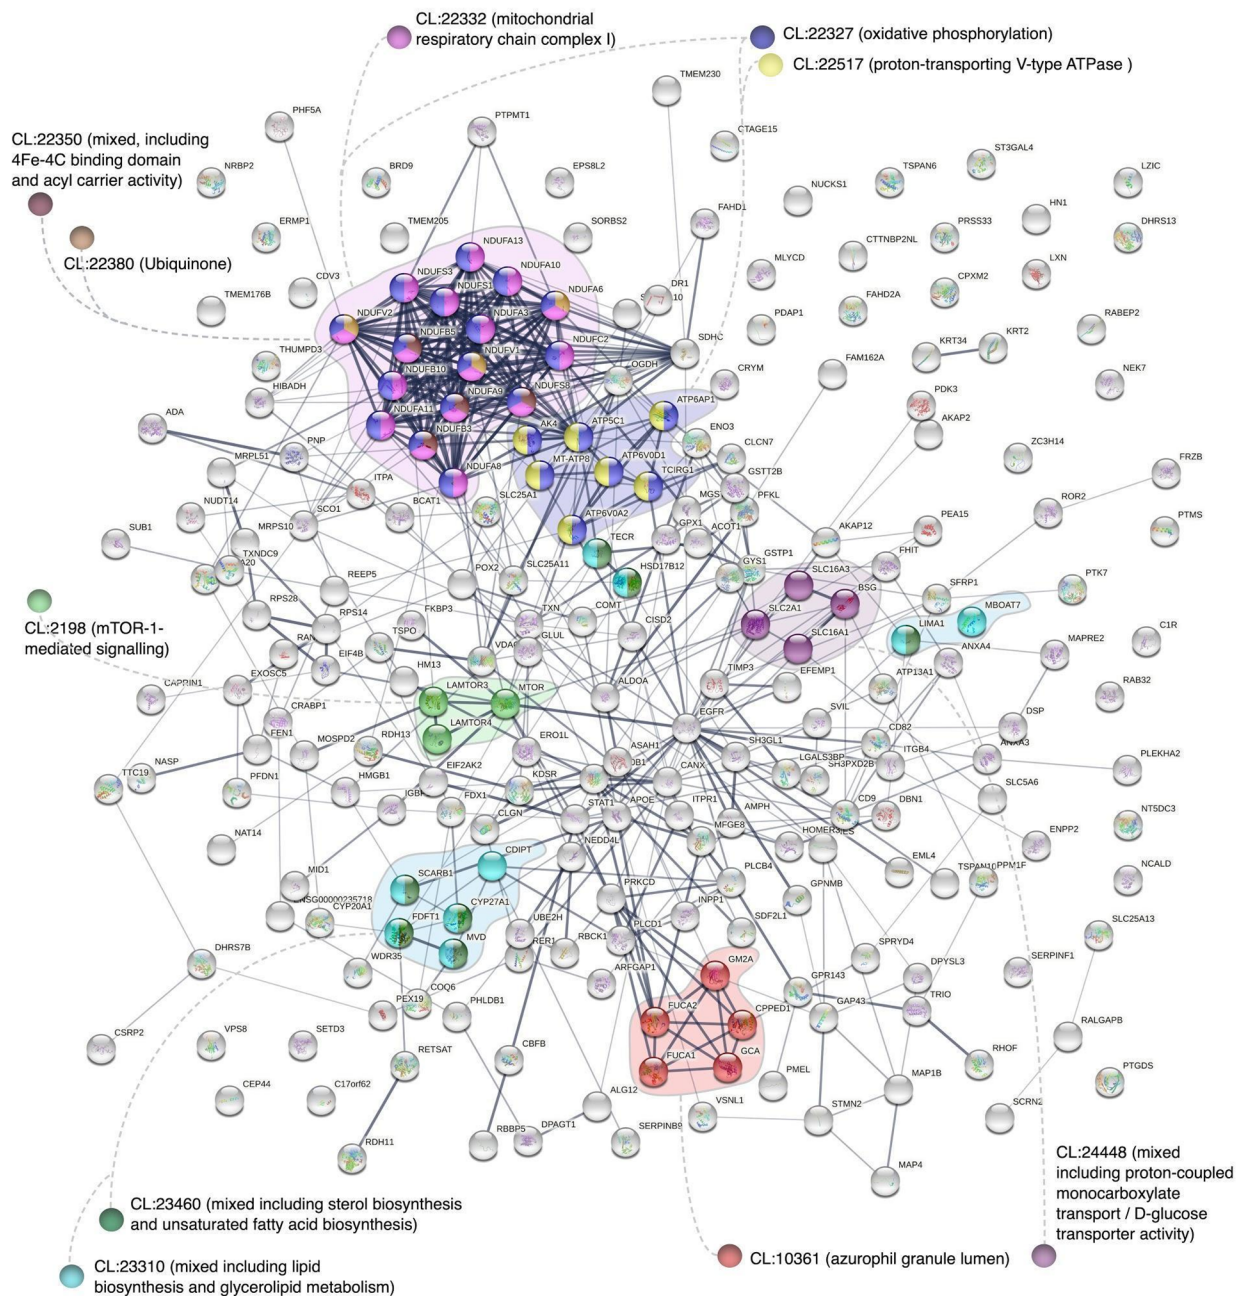 CL:22332 (mitochondrial
respiratory chain complex I)
CL:22327 (oxidative phosphorylation)
CL:22517 (proton-transporting V-type ATPase )
TMEM230
PHF5A
PTPMT1
CTAGE15
CL:22350 (mixed, including
4Fe-4C binding domain
and acyl carrier activity)
NRBP2
BRD9
EPS8L2
NUCKS1
TSPAN6
ST3GAL4
LZIC
ERMP1
TMEM205
SORBS2
FAHD1
CTTNBP2NL
PRSS33
HN1
DHRS13
CL:22380 (Ubiquinone)
TMEM176B
CDV3
NDUFA13
NDUFS3
NDUFA10
NDUFS1
NDUFA6
DR1
MLYCD
FAHD2A
CPXM2
LXN
NDUFV2
NDUFA3
NDUFB5
NDUFC2
SDHC
PDAP1
RABEP2
THUMPD3
NDUFV1
NDUFB10
OGDH
KRT34
KRT2
HIBADH
NDUFA9
NDUFS8
CRYM
FAM162A
NEK7
ADA
NDUFA11
NDUFB3
AK4
ATP5C1
ATP6AP1
PDK3
AKAP2
MRPL51
PNP
NDUFA8
MT-ATP8
ATP6V0D1
TCIRG1
ENO3
CLCN7
ZC3H14
FRZB
NUDT14
ITPA
SCO1
BCAT1
SLC25A1
GSTT2B
MGS
PFKL
ROR2
SUB1
MRPS10
ATP6V0A2
GPX1
ACOT1
AKAP12
PEA15
PTMS
TXNDC9
A20
REEP5
POX2
SLC25A11
TECR
HSD17B12
GYS1
GSTP1
SLC16A3
FHIT
BSG
SFRP1
PTK7
CL:2198 (mTOR-1-
mediated signalling)
RPS28
RPS14
FKBP3
TXN
COMT
CISD2
SLC2A1
SLC16A1
LIMA1
MBOAT7
C1R
RAN
EIF4B
TSPO
GLUL
VDAC
EFEMP1
ANXA4
MAPRE2
CAPRIN1
EXOSC5
HM13
LAMTOR3
MTOR
ALDOA
TIMP3
ATP13A1
RAB32
CRABP1
LAMTOR4
EGFR
SVIL
DSP
FEN1
MOSPD2
RDH13
ERO1L
ASAH1
SH3GL1
CD82
ITGB4
ANXA3
NASP
TTC19
PFDN1
HMGB1
EIF2AK2
KDSR
CANX
LGALS3BP
SH3PXD2B
SLC5A6
PLEKHA2
FDX1
CLGN
STAT1
APOE
ITPR1
AMPH
CD9
DBN1
NT5DC3
NAT14
NEDD4L
MFGE8
HOMER3
ENPP2
MID1
SCARB1
CDIPT
PLCB4
EML4
TSPAN10
PPM1F
NCALD
ENSG00000235718
CYP20A1
FDFT1
CYP27A1
PRKCD
INPP1
GPNMB
MVD
UBE2H
PLCD1
SDF2L1
SLC25A13
DHRS7B
WDR35
RER1
RBCK1
ARFGAP1
GM2A
SPRYD4
DPYSL3
SERPINF1
PEX19
COQ6
PHLDB1
FUCA2
CPPED1
GPR143
GAP43
TRIO
CSRP2
VPS8
SETD3
RETSAT
CBFB
FUCA1
GCA
RHOF
RALGAPB
CEP44
C17orf62
ALG12
PMEL
MAP1B
PTGDS
VSNL1
STMN2
SCRN2
RDH11
RBBP5
DPAGT1
SERPINB9
MAP4
CL:24448 (mixed
including proton-coupled
monocarboxylate
transport / D-glucose
transporter activity)
CL:23460 (mixed including sterol biosynthesis
and unsaturated fatty acid biosynthesis)
CL:10361 (azurophil granule lumen)
CL:23310 (mixed including lipid
biosynthesis and glycerolipid metabolism)